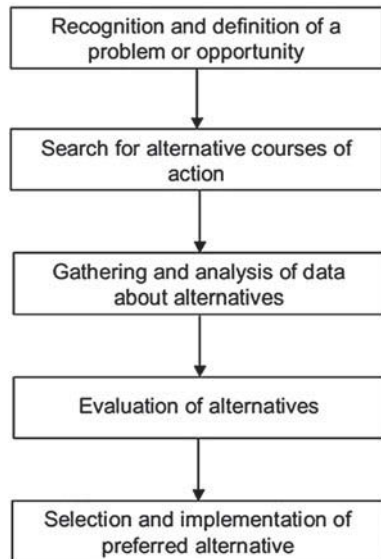 Recognition and definition of a
problem or opportunity
Search for alternative courses of
action
Gathering and analysis of data
about alternatives
Evaluation of alternatives
Selection and implementation of
preferred alternative